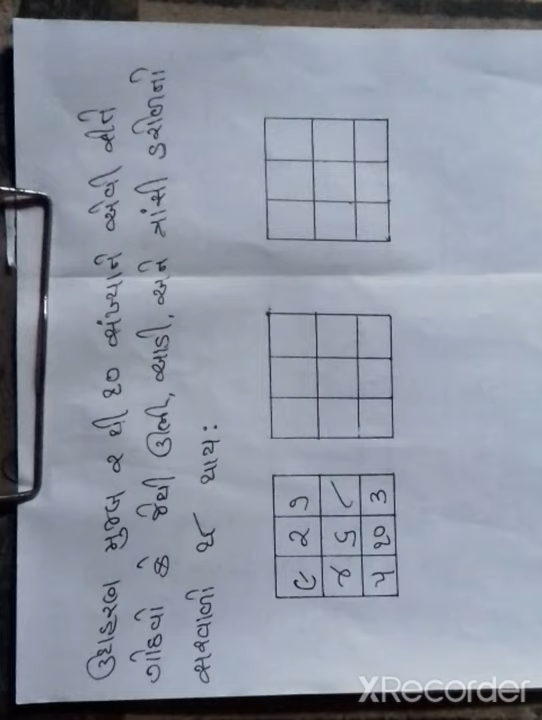 ઉદાહરણ મુજબ ૨ થી ૧૦ સંખ્યાને એવી રીતે
ગોઠવો કે જેથી ઊભી, આડી, અને ત્રાંસી હરોળનો
સરવાળો ૧૮ થાય:
૯ ૨ ૭
૪ ૬ ૮
૫ ૧૦ ૩
XRecorder